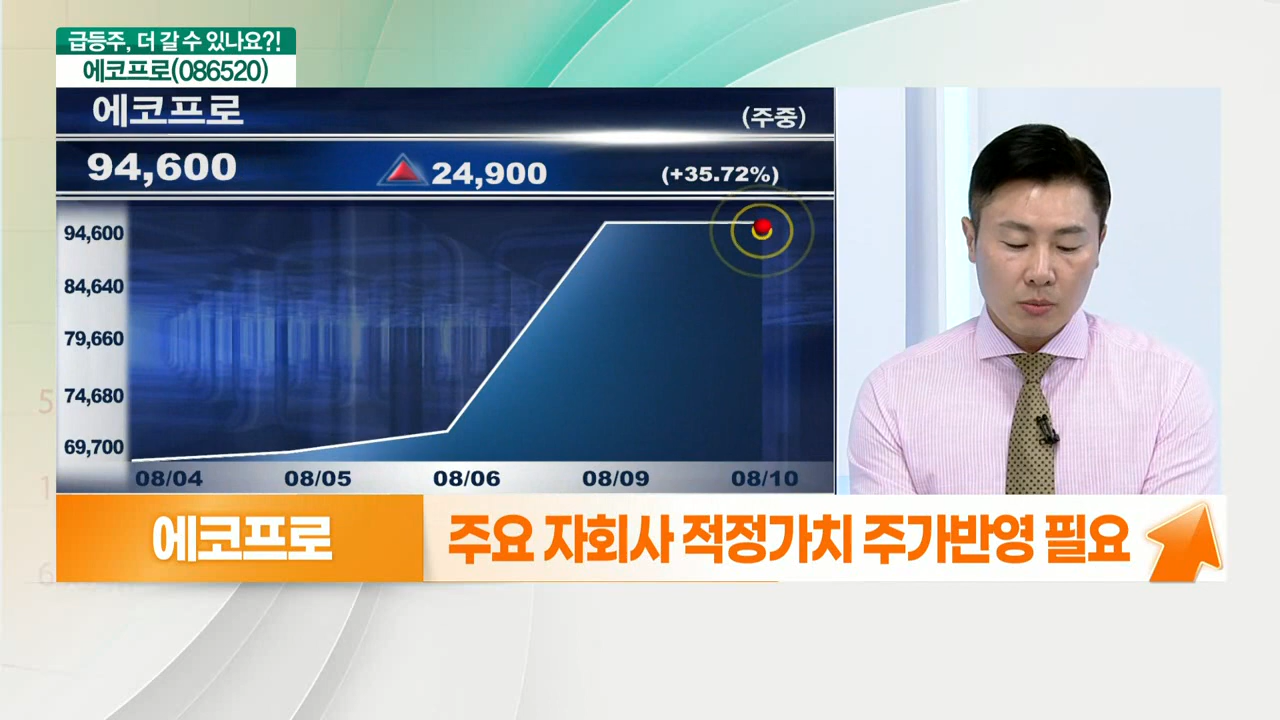 급등주, 더 갈 수 있나요?!
에코프로(086520)
에코프로 (주중)
94,600 24,900 (+35.72%)
94,600
84,640
79,660
74,680
69,700
08/04 08/05 08/06 08/09 08/10
에코프로 주요 자회사 적정가치 주가반영 필요
5
1
6